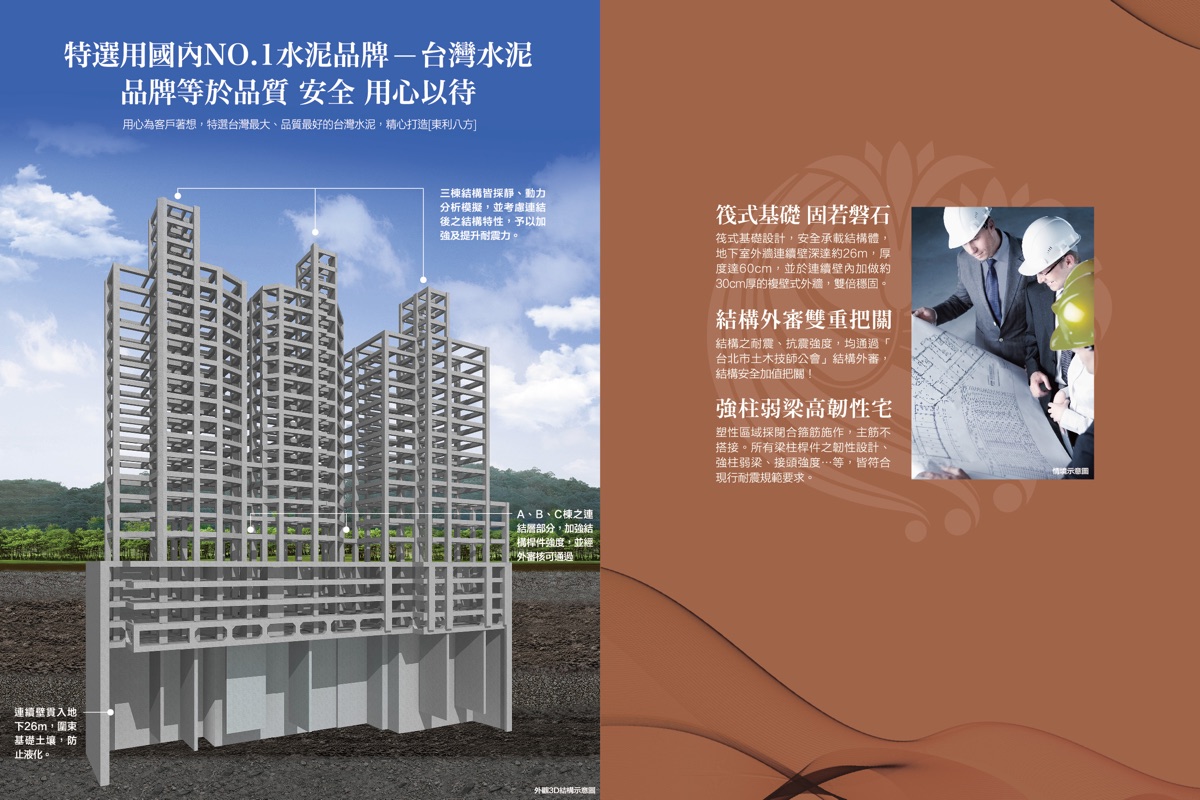 特選用國內NO.1水泥品牌－台灣水泥
品牌等於品質 安全 用心以待
用心為客戶著想，特選台灣最大、品質最好的台灣水泥，精心打造[東利八方]
三棟結構皆採靜、動力
分析模擬，並考慮連結
後之結構特性，予以加
強及提升耐震力。
A、B、C棟之連
結層部分，加強結
構桿件強度，並經
外審核可通過
連續壁貫入地
下26m，圍束
基礎土壤，防
止液化。
外觀3D結構示意圖
筏式基礎 固若磐石
筏式基礎設計，安全承載結構體，
地下室外牆連續壁深達約26m，厚
度達60cm，並於連續壁內加做約
30cm厚的複壁式外牆，雙倍穩固。
結構外審雙重把關
結構之耐震、抗震強度，均通過「
台北市土木技師公會」結構外審，
結構安全加值把關！
強柱弱梁高韌性宅
塑性區域採閉合箍筋施作，主筋不
搭接。所有梁柱桿件之韌性設計、
強柱弱梁、接頭強度…等，皆符合
現行耐震規範要求。
情境示意圖